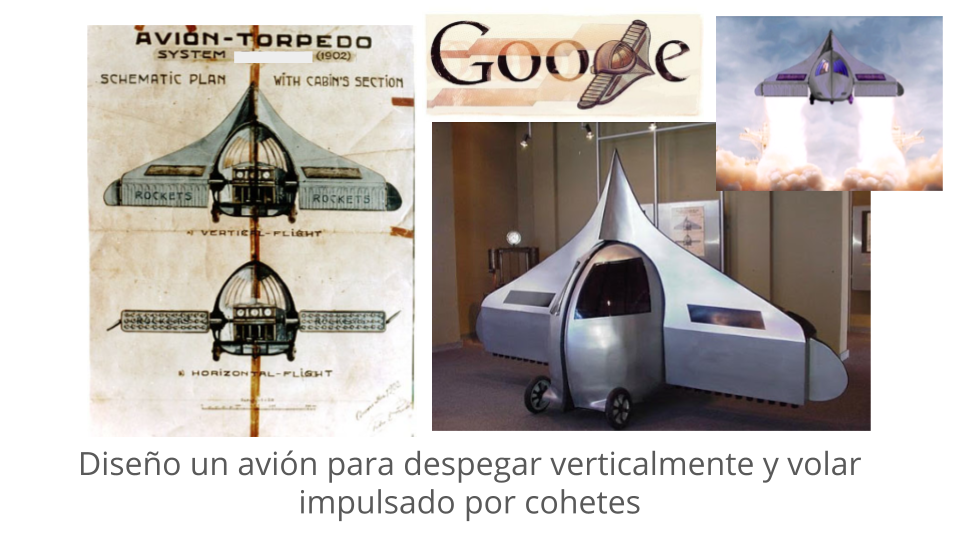 AVIÓN-TORPEDO
SYSTEM (1902)
SCHEMATIC PLAN WITH CABIN'S SECTION
ROCKETS ROCKETS
VERTICAL-FLIGHT
HORIZONTAL-FLIGHT
Google
Diseño un avión para despegar verticalmente y volar
impulsado por cohetes